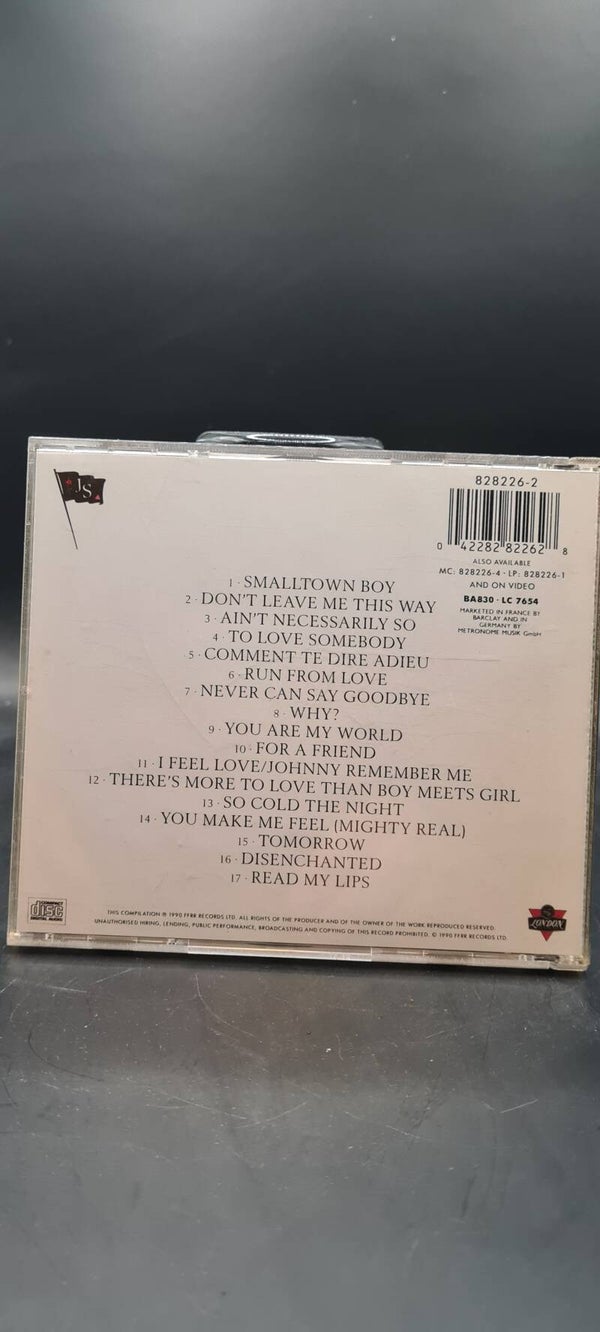 JS
828226-2
0 42282 82262 8
ALSO AVAILABLE
MC: 828226-4 · LP: 828226-1
AND ON VIDEO
BA830 · LC 7654
MARKETED IN FRANCE BY
BARCLAY AND IN
GERMANY BY
METRONOME MUSIK GmbH
1 · SMALLTOWN BOY
2 · DON'T LEAVE ME THIS WAY
3 · AIN'T NECESSARILY SO
4 · TO LOVE SOMEBODY
5 · COMMENT TE DIRE ADIEU
6 · RUN FROM LOVE
7 · NEVER CAN SAY GOODBYE
8 · WHY?
9 · YOU ARE MY WORLD
10 · FOR A FRIEND
11 · I FEEL LOVE/JOHNNY REMEMBER ME
12 · THERE'S MORE TO LOVE THAN BOY MEETS GIRL
13 · SO COLD THE NIGHT
14 · YOU MAKE ME FEEL (MIGHTY REAL)
15 · TOMORROW
16 · DISENCHANTED
17 · READ MY LIPS
COMPACT
disc
DIGITAL AUDIO
THIS COMPILATION ℗ 1990 FFRR RECORDS LTD. ALL RIGHTS OF THE PRODUCER AND OF THE OWNER OF THE WORK REPRODUCED RESERVED.
UNAUTHORISED HIRING, LENDING, PUBLIC PERFORMANCE, BROADCASTING AND COPYING OF THIS RECORD PROHIBITED. © 1990 FFRR RECORDS LTD.
LONDON